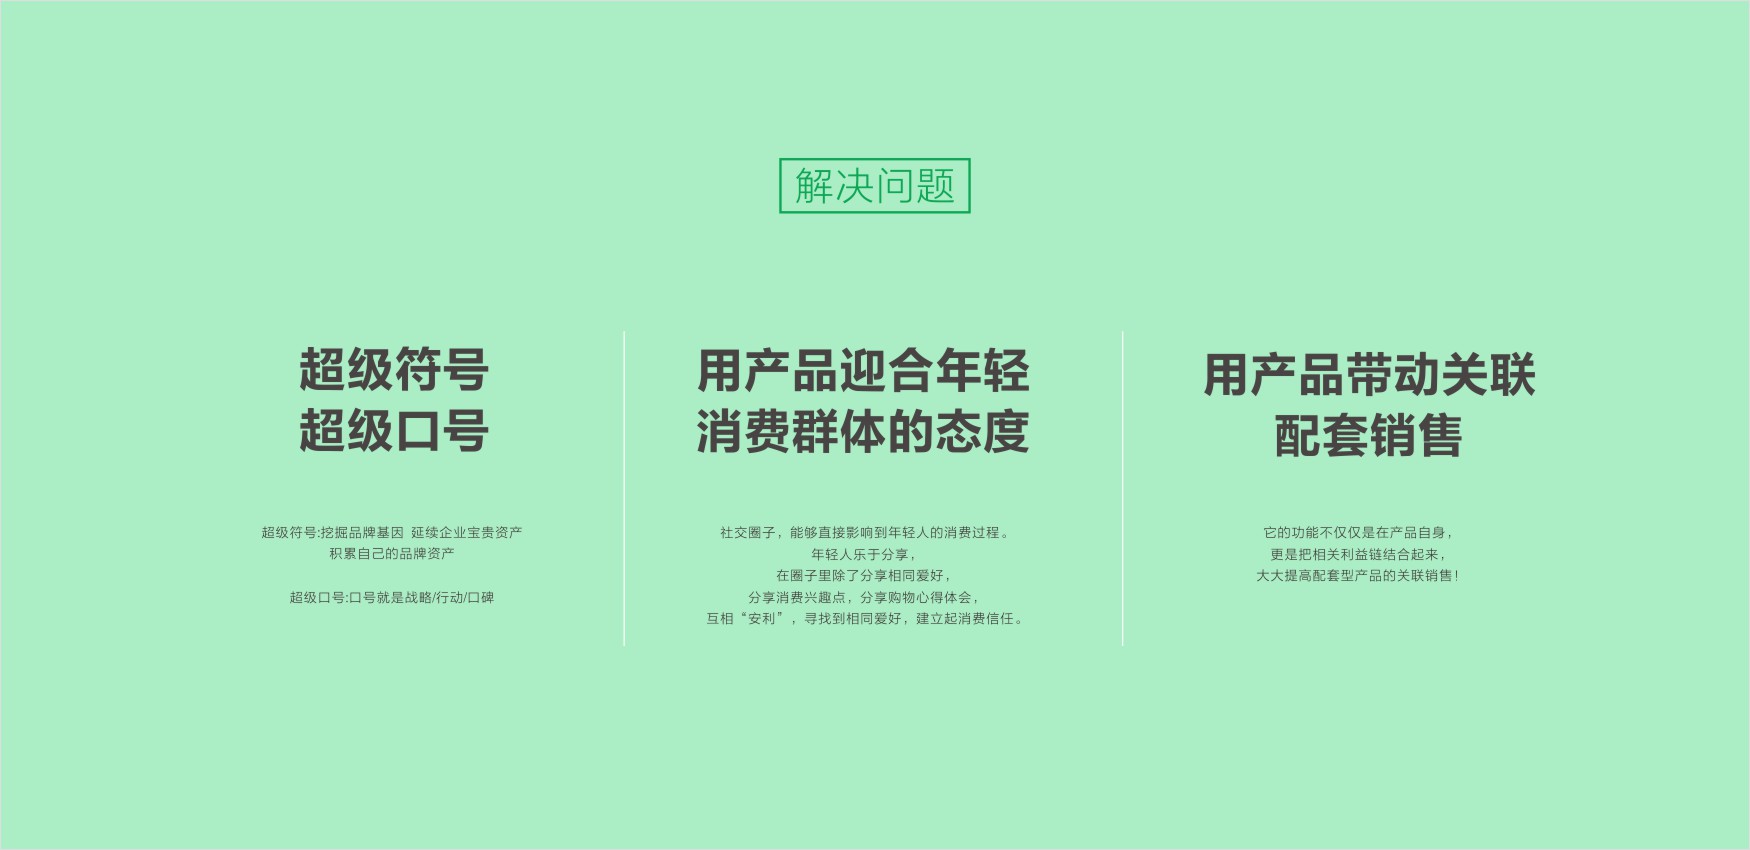 解决问题
超级符号
超级口号
超级符号:挖掘品牌基因 延续企业宝贵资产
积累自己的品牌资产
超级口号:口号就是战略/行动/口碑
用产品迎合年轻
消费群体的态度
社交圈子，能够直接影响到年轻人的消费过程。
年轻人乐于分享，
在圈子里除了分享相同爱好，
分享消费兴趣点，分享购物心得体会，
互相“安利”，寻找到相同爱好，建立起消费信任。
用产品带动关联
配套销售
它的功能不仅仅是在产品自身，
更是把相关利益链结合起来，
大大提高配套型产品的关联销售！